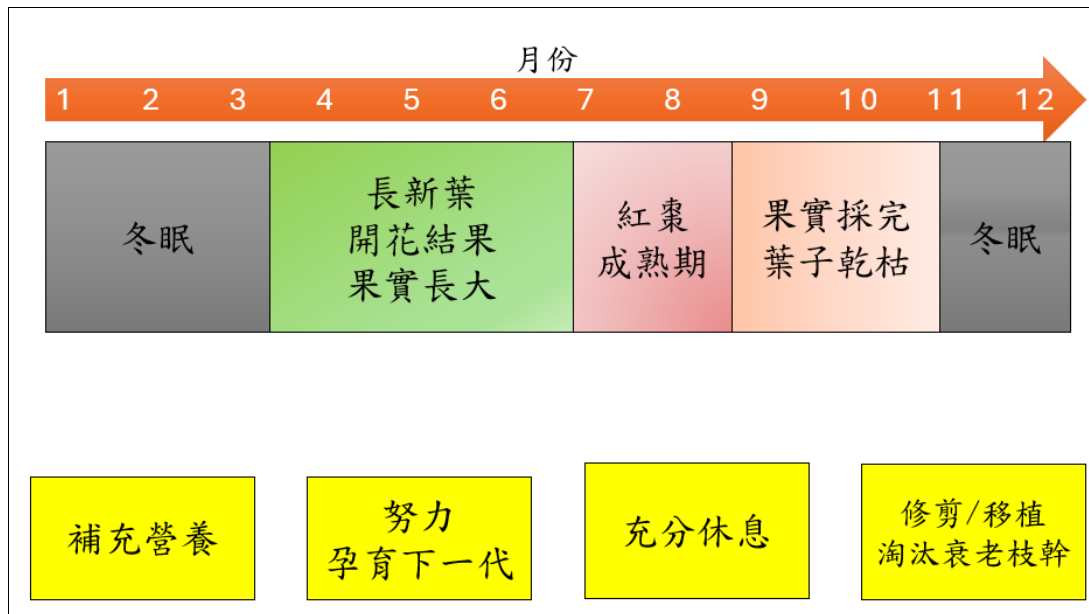 月份
1 2 3 4 5 6 7 8 9 10 11 12
冬眠
長新葉
開花結果
果實長大
紅棗
成熟期
果實採完
葉子乾枯
冬眠
補充營養
努力
孕育下一代
充分休息
修剪/移植
淘汰衰老枝幹